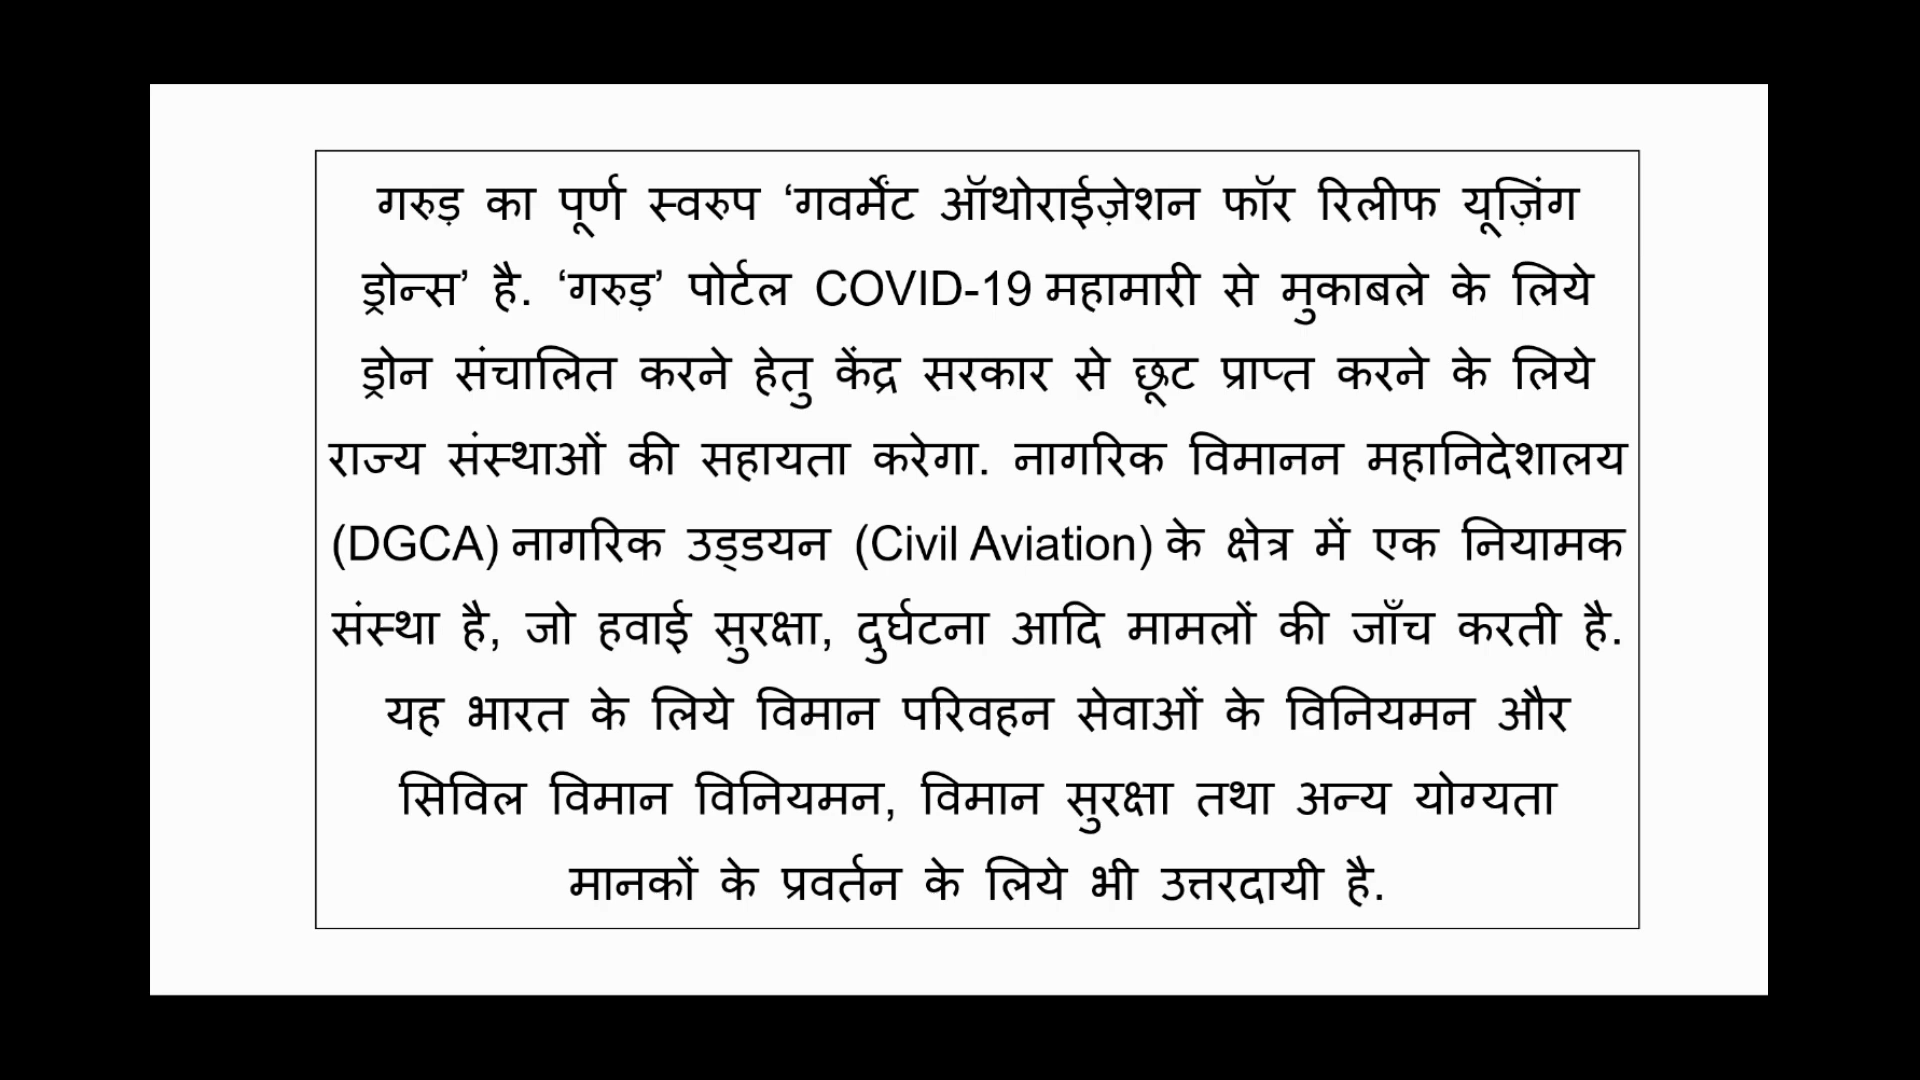 गरुड़ का पूर्ण स्वरुप ‘गवर्मेंट ऑथोराईज़ेशन फॉर रिलीफ यूज़िंग
ड्रोन्स’ है. ‘गरुड़’ पोर्टल COVID-19 महामारी से मुकाबले के लिये
ड्रोन संचालित करने हेतु केंद्र सरकार से छूट प्राप्त करने के लिये
राज्य संस्थाओं की सहायता करेगा. नागरिक विमानन महानिदेशालय
(DGCA) नागरिक उड्डयन (Civil Aviation) के क्षेत्र में एक नियामक
संस्था है, जो हवाई सुरक्षा, दुर्घटना आदि मामलों की जाँच करती है.
यह भारत के लिये विमान परिवहन सेवाओं के विनियमन और
सिविल विमान विनियमन, विमान सुरक्षा तथा अन्य योग्यता
मानकों के प्रवर्तन के लिये भी उत्तरदायी है.